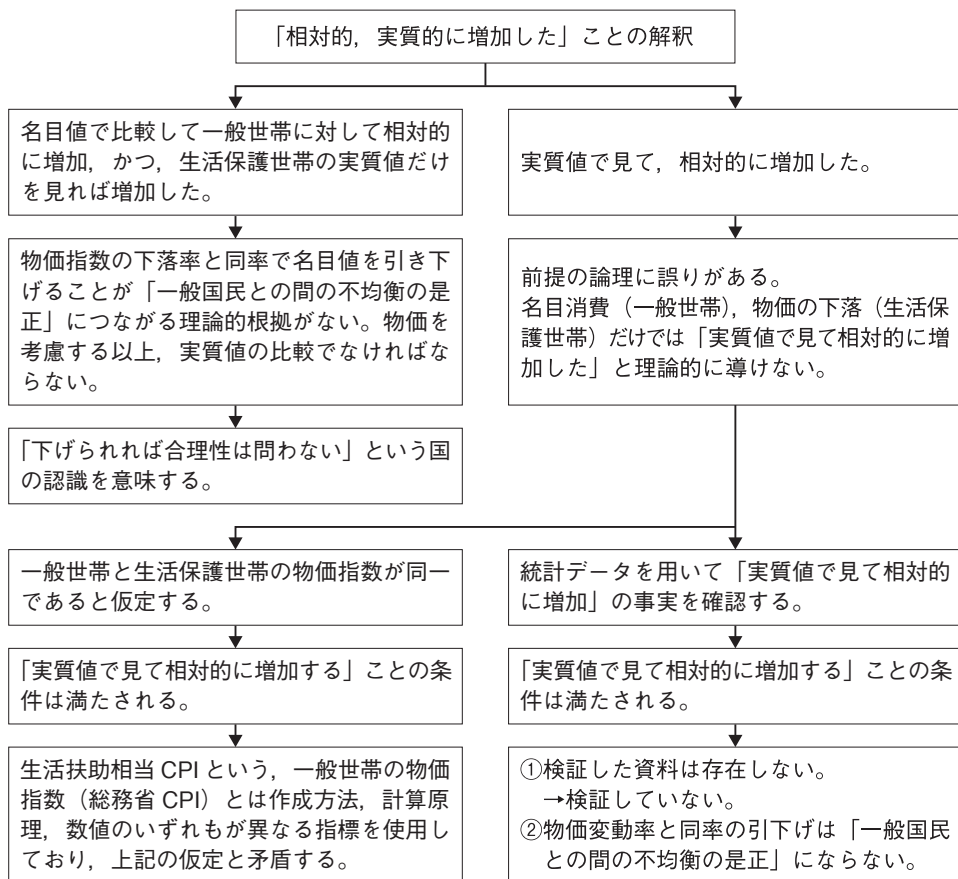 「相対的，実質的に増加した」ことの解釈
名目値で比較して一般世帯に対して相対的
に増加，かつ，生活保護世帯の実質値だけ
を見れば増加した。
実質値で見て，相対的に増加した。
物価指数の下落率と同率で名目値を引き下
げることが「一般国民との間の不均衡の是
正」につながる理論的根拠がない。物価を
考慮する以上，実質値の比較でなければな
らない。
前提の論理に誤りがある。
名目消費（一般世帯），物価の下落（生活保
護世帯）だけでは「実質値で見て相対的に増
加した」と理論的に導けない。
「下げられれば合理性は問わない」という国
の認識を意味する。
一般世帯と生活保護世帯の物価指数が同一
であると仮定する。
統計データを用いて「実質値で見て相対的
に増加」の事実を確認する。
「実質値で見て相対的に増加する」ことの条
件は満たされる。
「実質値で見て相対的に増加する」ことの条
件は満たされる。
生活扶助相当 CPI という，一般世帯の物価
指数（総務省 CPI）とは作成方法，計算原
理，数値のいずれもが異なる指標を使用し
ており，上記の仮定と矛盾する。
①検証した資料は存在しない。
→検証していない。
②物価変動率と同率の引下げは「一般国民
との間の不均衡の是正」にならない。